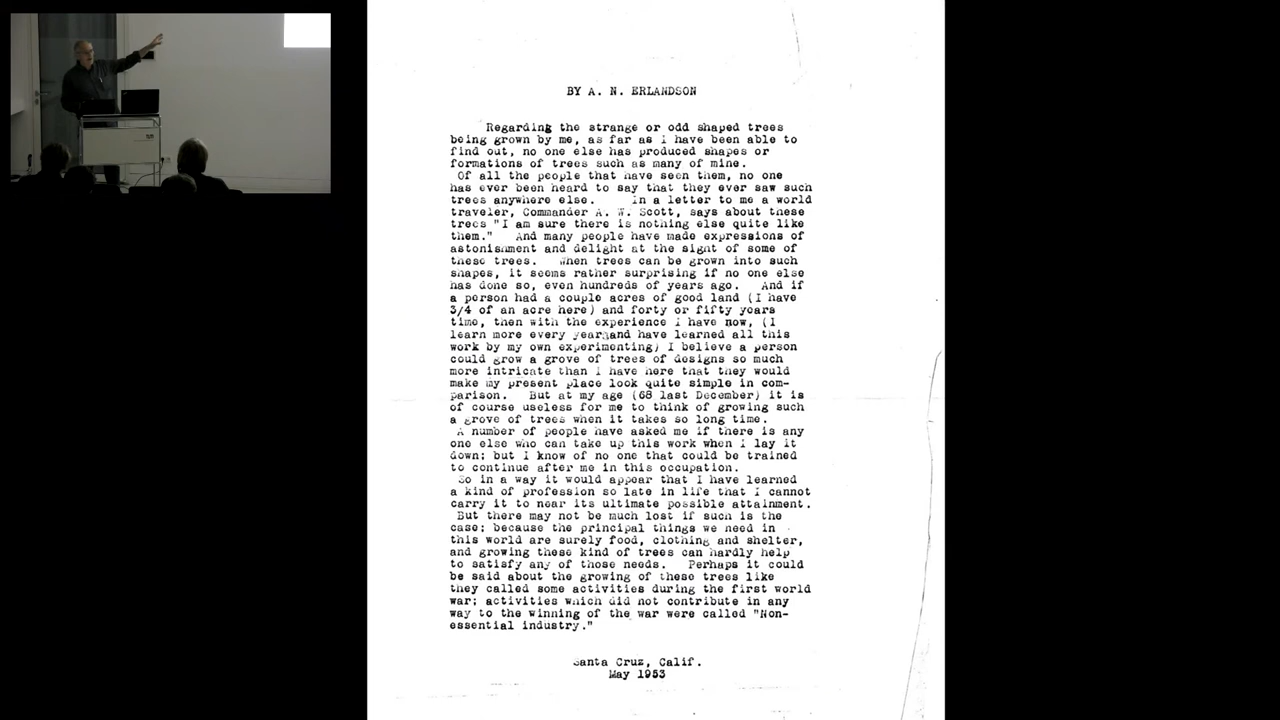 BY A. N. ERLANDSON
Regarding the strange or odd shaped trees
being grown by me, as far as I have been able to
find out, no one else has produced shapes or
formations of trees such as many of mine.
Of all the people that have seen them, no one
has ever been heard to say that they ever saw such
trees anywhere else. In a letter to me a world
traveler, Commander A. W. Scott, says about these
trees "I am sure there is nothing else quite like
them." And many people have made expressions of
astonishment and delight at the sight of some of
these trees. When trees can be grown into such
shapes, it seems rather surprising if no one else
has done so, even hundreds of years ago. And if
a person had a couple acres of good land (I have
3/4 of an acre here) and forty or fifty years
time, then with the experience I have now, (I
learn more every year,and have learned all this
work by my own experimenting) I believe a person
could grow a grove of trees of designs so much
more intricate than I have here that they would
make my present place look quite simple in com-
parison. But at my age (68 last December) it is
of course useless for me to think of growing such
a grove of trees when it takes so long time.
A number of people have asked me if there is any
one else who can take up this work when I lay it
down; but I know of no one that could be trained
to continue after me in this occupation.
So in a way it would appear that I have learned
a kind of profession so late in life that I cannot
carry it to near its ultimate possible attainment.
But there may not be much lost if such is the
case; because the principal things we need in
this world are surely food, clothing and shelter,
and growing these kind of trees can hardly help
to satisfy any of those needs. Perhaps it could
be said about the growing of these trees like
they called some activities during the first world
war; activities which did not contribute in any
way to the winning of the war were called "Non-
essential industry."
Santa Cruz, Calif.
May 1953